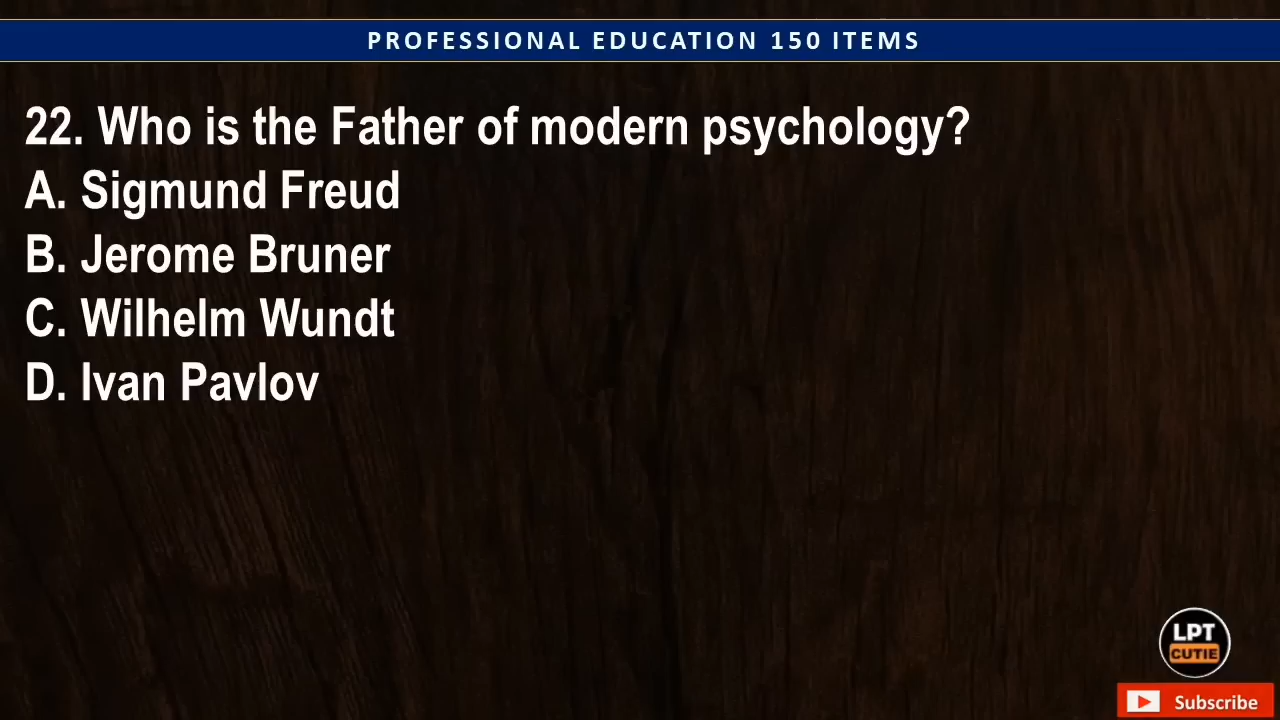 PROFESSIONAL EDUCATION 150 ITEMS
22. Who is the Father of modern psychology?
A. Sigmund Freud
B. Jerome Bruner
C. Wilhelm Wundt
D. Ivan Pavlov
LPT
CUTIE
Subscribe